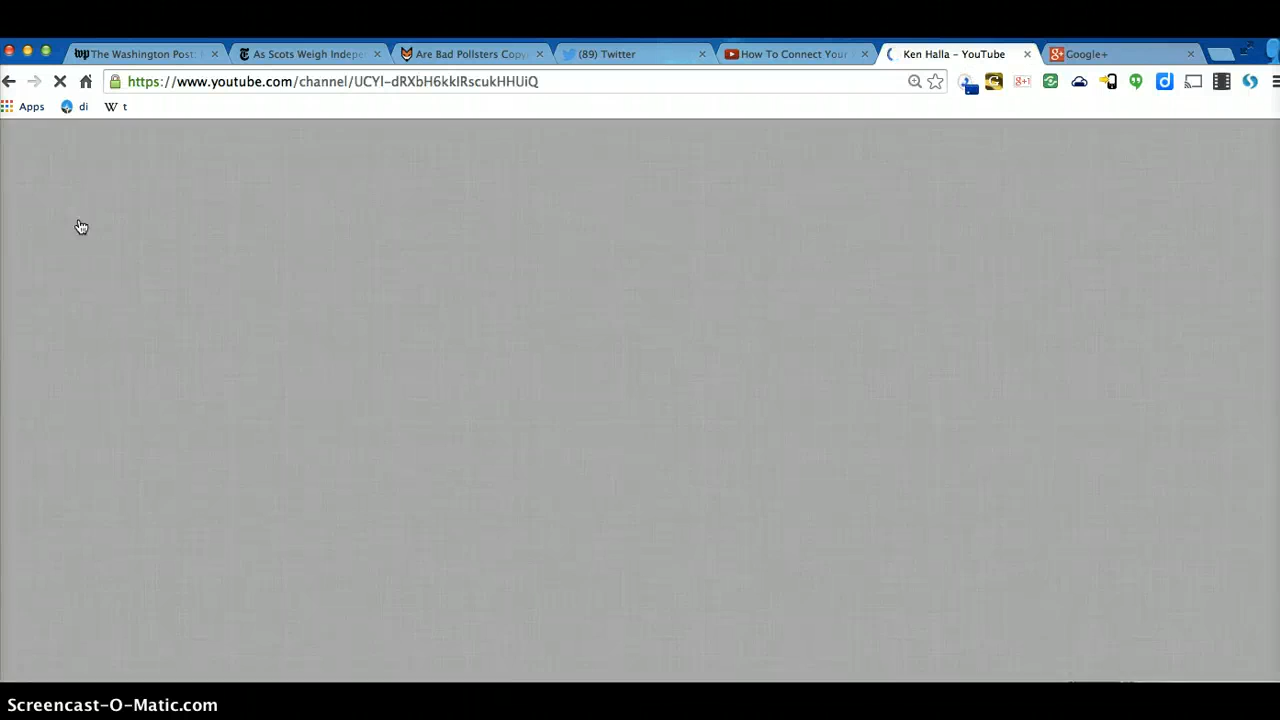 The Washington Post:
As Scots Weigh Indepe
Are Bad Pollsters Copy
(89) Twitter
How To Connect Your
Ken Halla - YouTube
Google+
https://www.youtube.com/channel/UCYI-dRXbH6kkIRscukHHUiQ
Apps
di
W t
Screencast-O-Matic.com